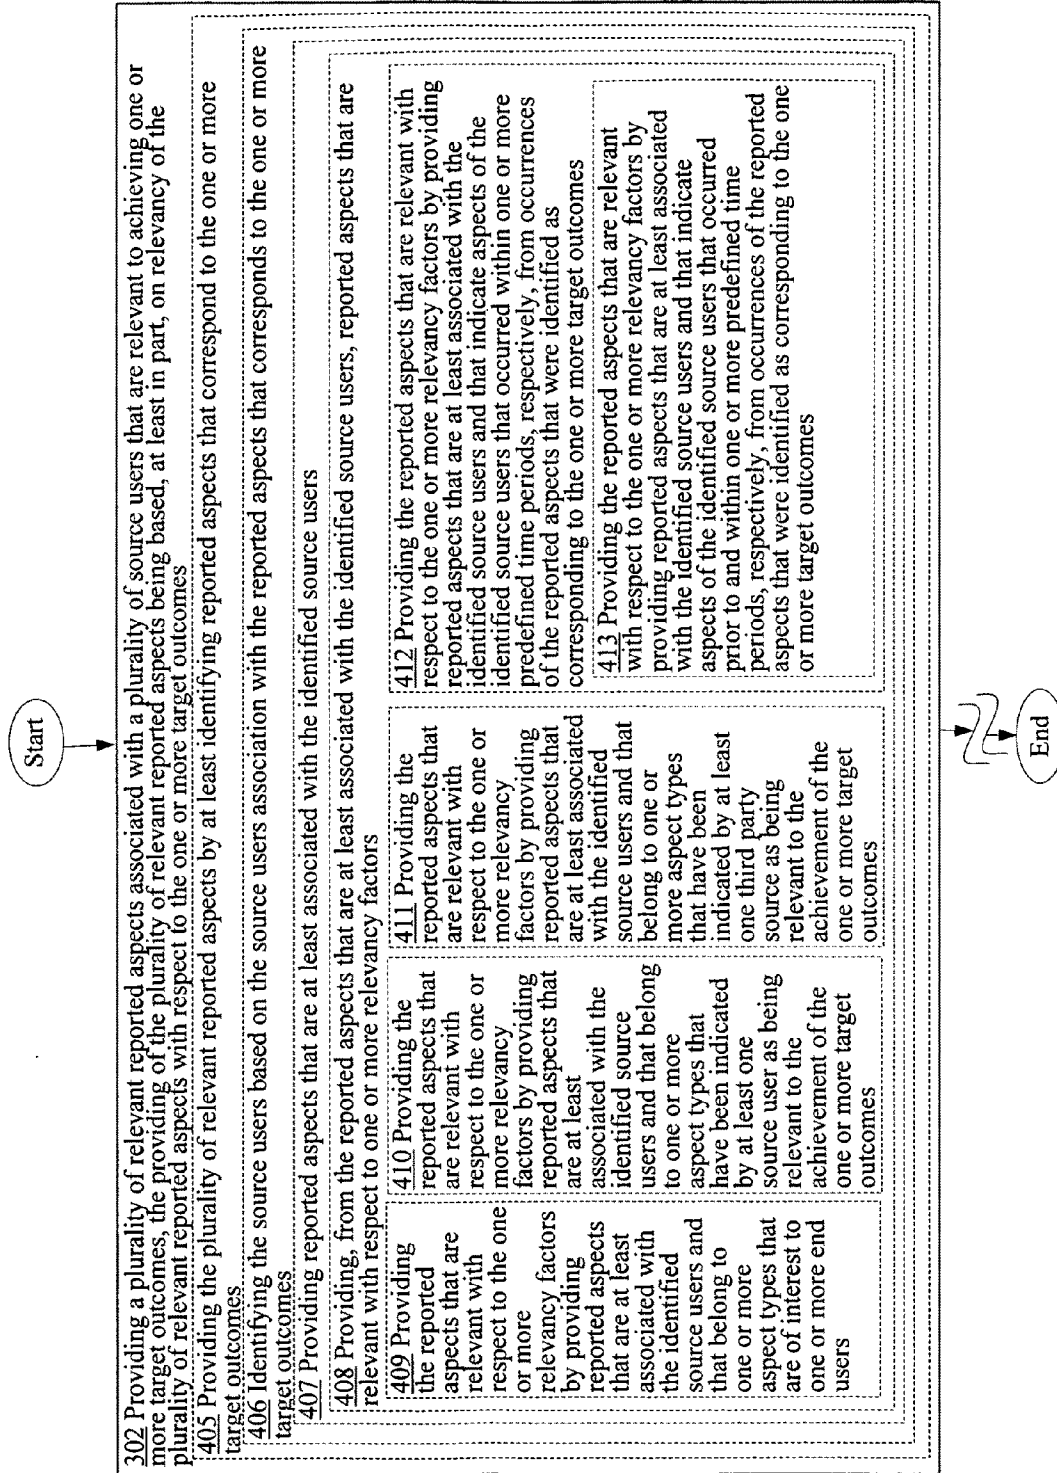 Start
302 Providing a plurality of relevant reported aspects associated with a plurality of source users that are relevant to achieving one or
more target outcomes, the providing of the plurality of relevant reported aspects being based, at least in part, on relevancy of the
plurality of relevant reported aspects with respect to the one or more target outcomes
405 Providing the plurality of relevant reported aspects by at least identifying reported aspects that correspond to the one or more
target outcomes
406 Identifying the source users based on the source users association with the reported aspects that corresponds to the one or more
target outcomes
407 Providing reported aspects that are at least associated with the identified source users
408 Providing, from the reported aspects that are at least associated with the identified source users, reported aspects that are
relevant with respect to one or more relevancy factors
409 Providing
the reported
aspects that are
relevant with
respect to the one
or more
relevancy factors
by providing
reported aspects
that are at least
associated with
the identified
source users and
that belong to
one or more
aspect types that
are of interest to
one or more end
users
410 Providing the
reported aspects that
are relevant with
respect to the one or
more relevancy
factors by providing
reported aspects that
are at least
associated with the
identified source
users and that belong
to one or more
aspect types that
have been indicated
by at least one
source user as being
relevant to the
achievement of the
one or more target
outcomes
411 Providing the
reported aspects that
are relevant with
respect to the one or
more relevancy
factors by providing
reported aspects that
are at least associated
with the identified
source users and that
belong to one or
more aspect types
that have been
indicated by at least
one third party
source as being
relevant to the
achievement of the
one or more target
outcomes
412 Providing the reported aspects that are relevant with
respect to the one or more relevancy factors by providing
reported aspects that are at least associated with the
identified source users and that indicate aspects of the
identified source users that occurred within one or more
predefined time periods, respectively, from occurrences
of the reported aspects that were identified as
corresponding to the one or more target outcomes
413 Providing the reported aspects that are relevant
with respect to the one or more relevancy factors by
providing reported aspects that are at least associated
with the identified source users and that indicate
aspects of the identified source users that occurred
prior to and within one or more predefined time
periods, respectively, from occurrences of the reported
aspects that were identified as corresponding to the one
or more target outcomes
End